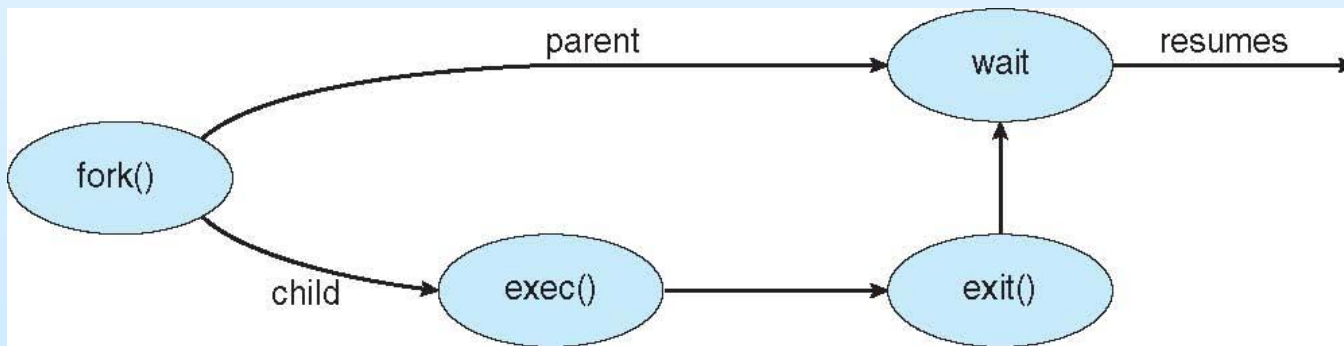 parent
wait
resumes
fork()
child
exec()
exit()